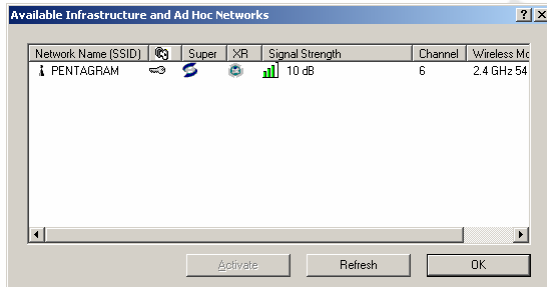 Available Infrastructure and Ad Hoc Networks
Network Name (SSID) Super XR Signal Strength Channel Wireless Mo
PENTAGRAM 10 dB 6 2.4 GHz 54
Activate Refresh OK